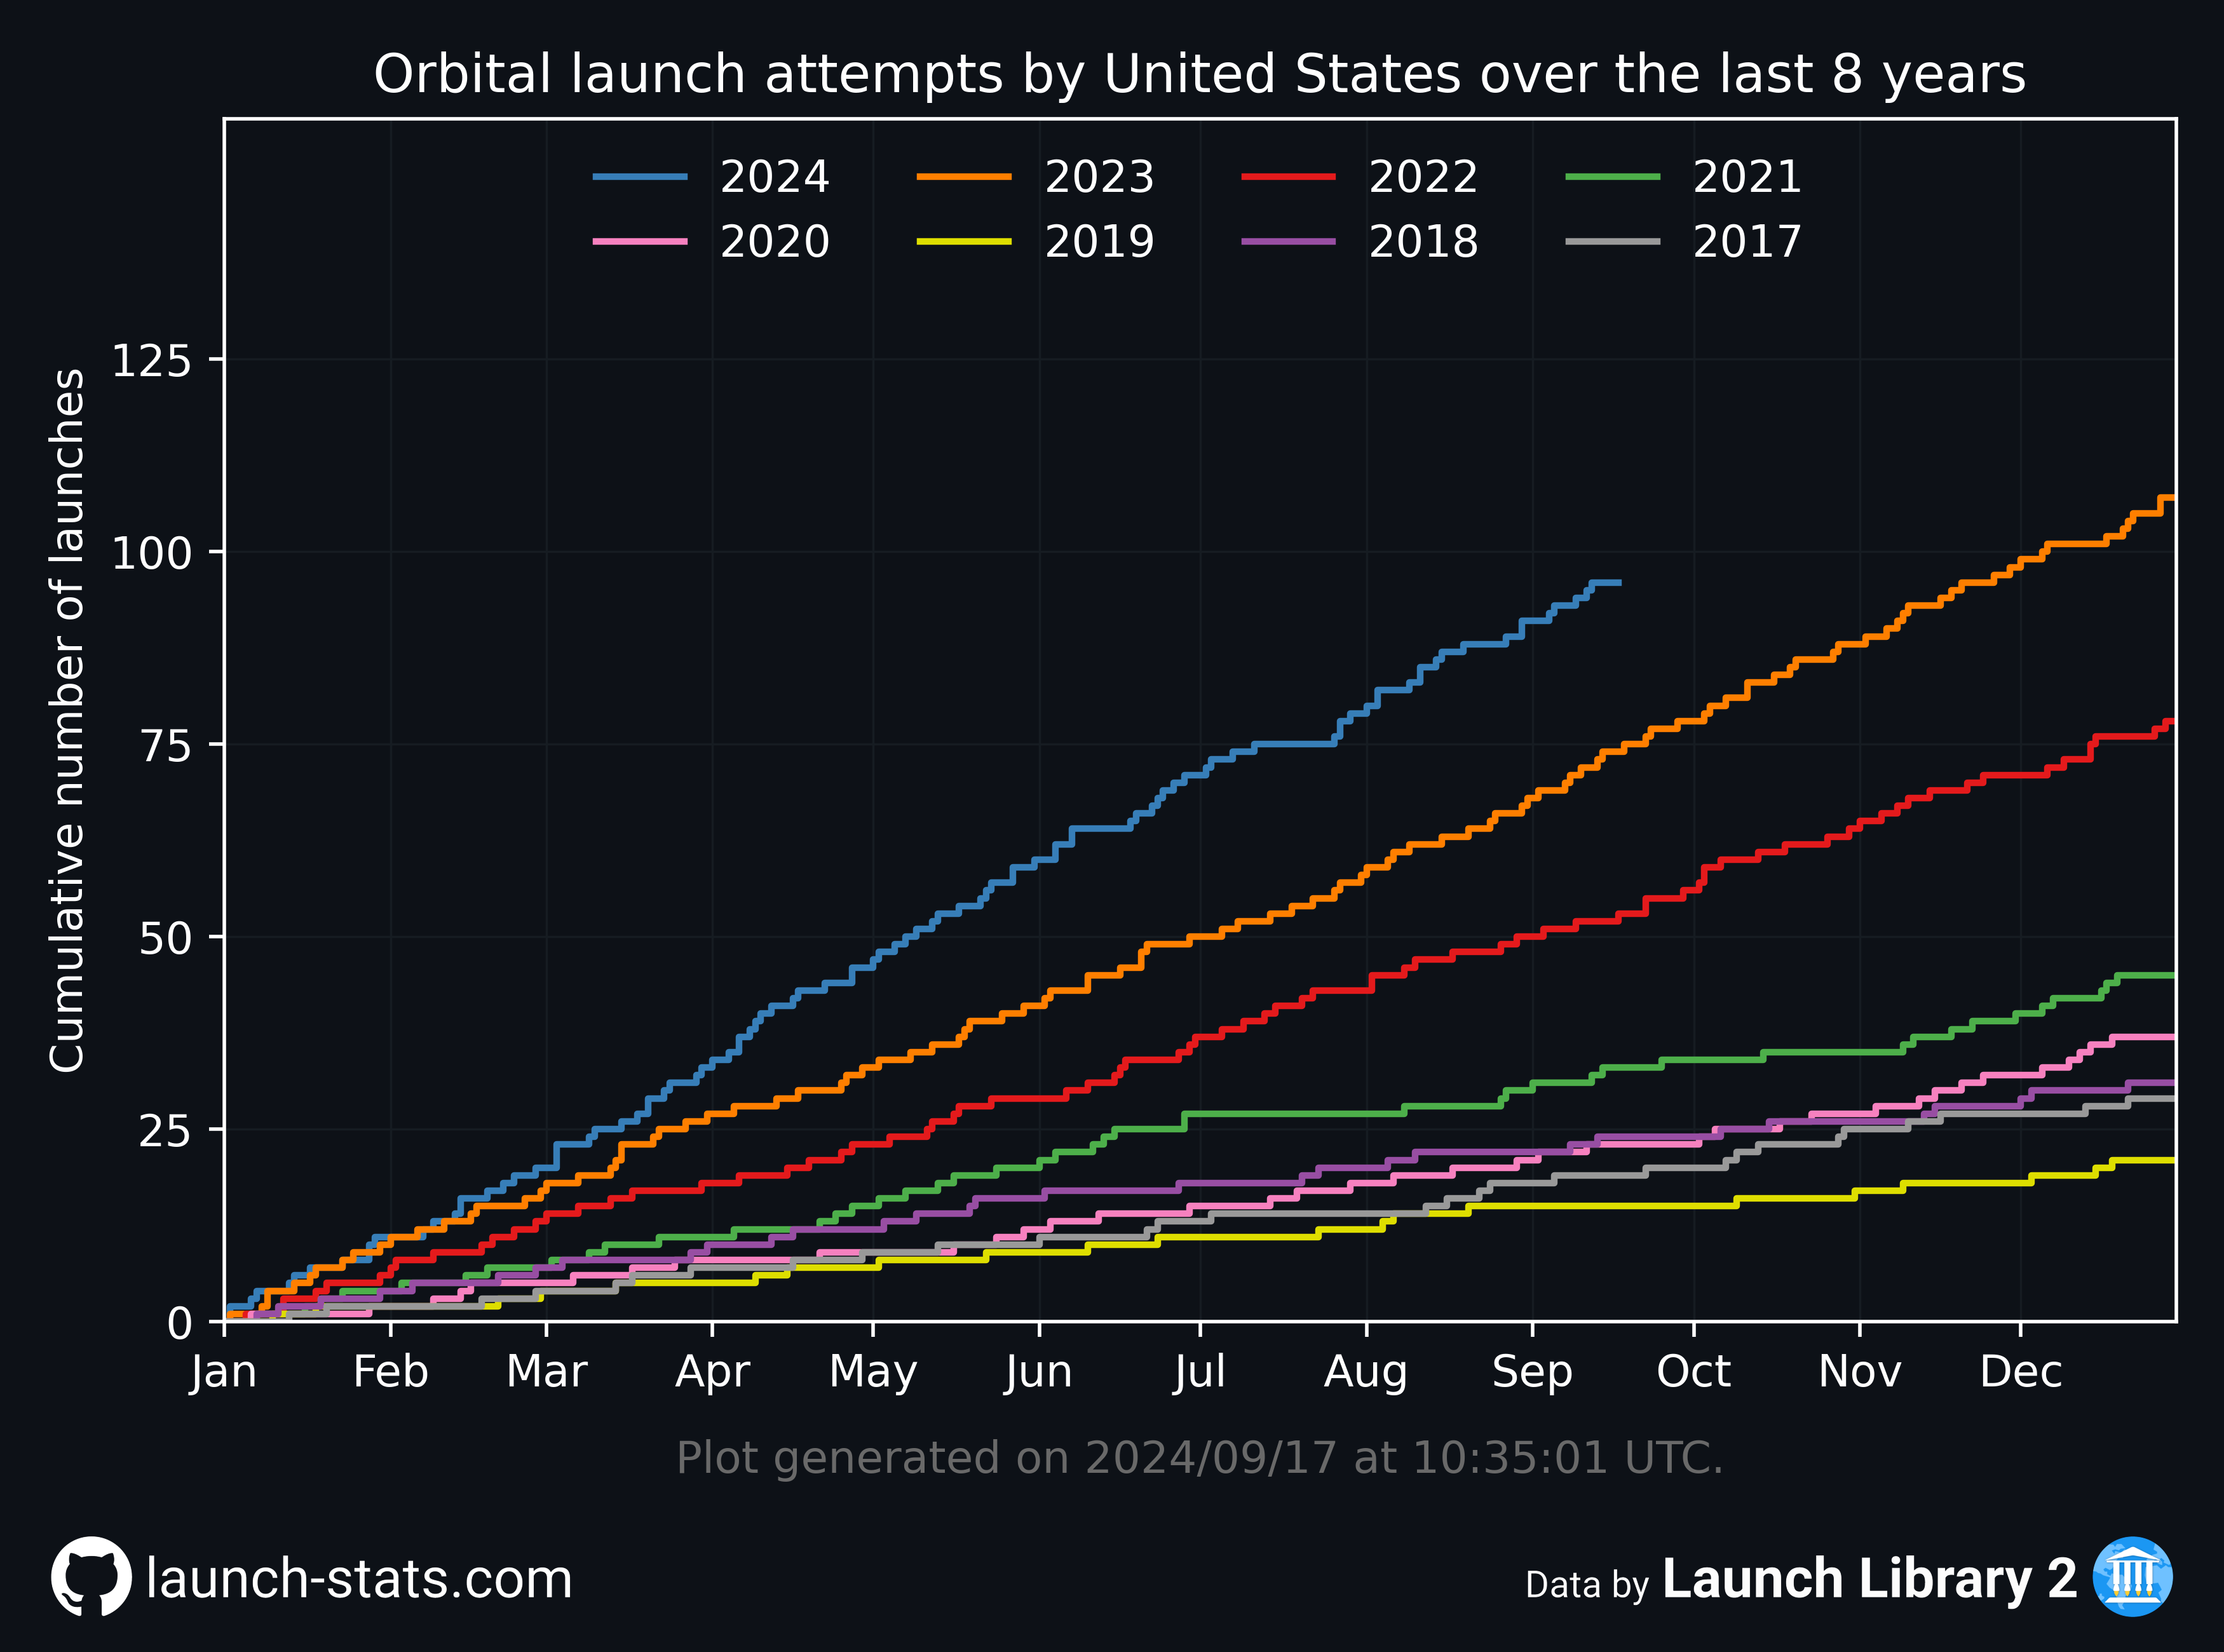 Orbital launch attempts by United States over the last 8 years
2024 2023 2022 2021
2020 2019 2018 2017
Cumulative number of launches
125
100
75
50
25
0
Jan Feb Mar Apr May Jun Jul Aug Sep Oct Nov Dec
Plot generated on 2024/09/17 at 10:35:01 UTC.
launch-stats.com
Data by Launch Library 2